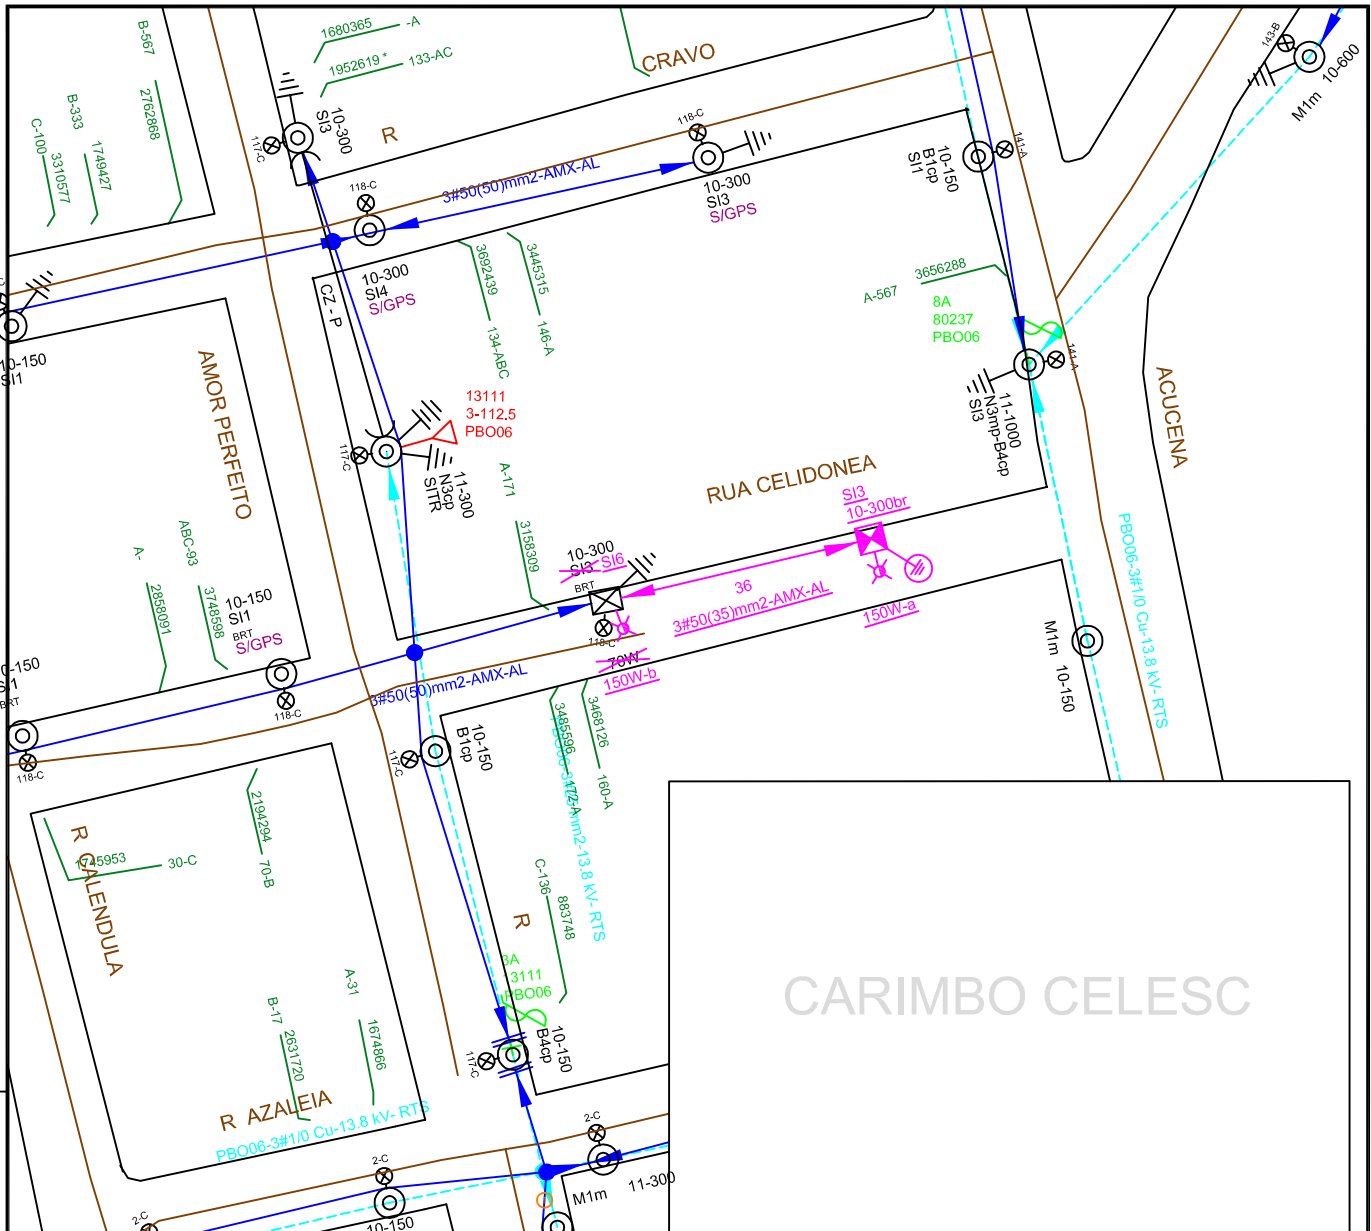 1680365
-A
1952619 *
133-AC
CRAVO
R
B-567
2762868
B-333
1749427
C-100
3310577
10-300
SI3
117-C
118-C
118-C
3#50(50)mm2-AMX-AL
10-300
SI3
S/GPS
10-150
B1cp
SI1
141-A
143-B
10-600
M1m
10-300
SI4
S/GPS
CZ - P
3692439
134-ABC
3445315
146-A
3656288
A-567
8A
80237
PBO06
141-A
11-1000
N3mp-B4cp
SI3
ACUCENA
10-150
SI1
AMOR PERFEITO
13111
3-112.5
PBO06
117-C
11-300
N3cp
SITR
A-171
3158309
RUA CELIDONEA
SI3
10-300br
10-300
SI3
SI6
BRT
118-C
36
3#50(35)mm2-AMX-AL
150W-a
70W
150W-b
PBO06-3#1/0 Cu-13.8 kV- RTS
M1m
10-150
ABC-93
3748598
A-
2858091
10-150
SI1
BRT
S/GPS
118-C
3#50(50)mm2-AMX-AL
0-150
BRT
118-C
117-C
10-150
B1cp
3485596
172-A
3468126
160-A
R CALENDULA
1745953
30-C
2194294
70-B
C-136
883748
R
8A
3111
PBO06
10-150
B4cp
117-C
A-31
1674866
B-17
2631720
R AZALEIA
PBO06-3#1/0 Cu-13.8 kV- RTS
2-C
2-C
2-C
M1m
11-300
10-150
CARIMBO CELESC